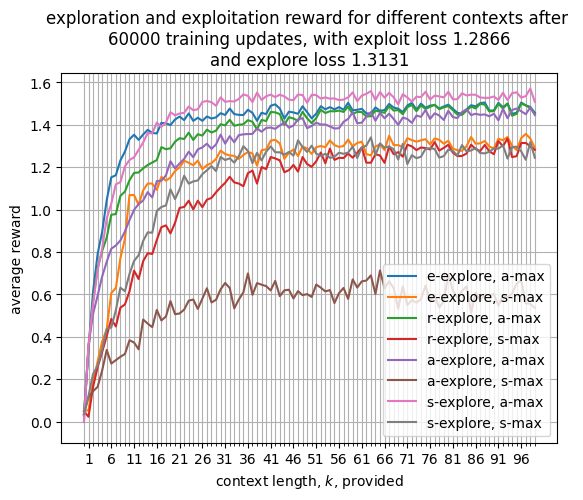 exploration and exploitation reward for different contexts after
60000 training updates, with exploit loss 1.2866
and explore loss 1.3131
1.6
1.4
1.2
1.0
0.8
0.6
0.4
0.2
0.0
average reward
e-explore, a-max
e-explore, s-max
r-explore, a-max
r-explore, s-max
a-explore, a-max
a-explore, s-max
s-explore, a-max
s-explore, s-max
1 6 11 16 21 26 31 36 41 46 51 56 61 66 71 76 81 86 91 96
context length, k, provided